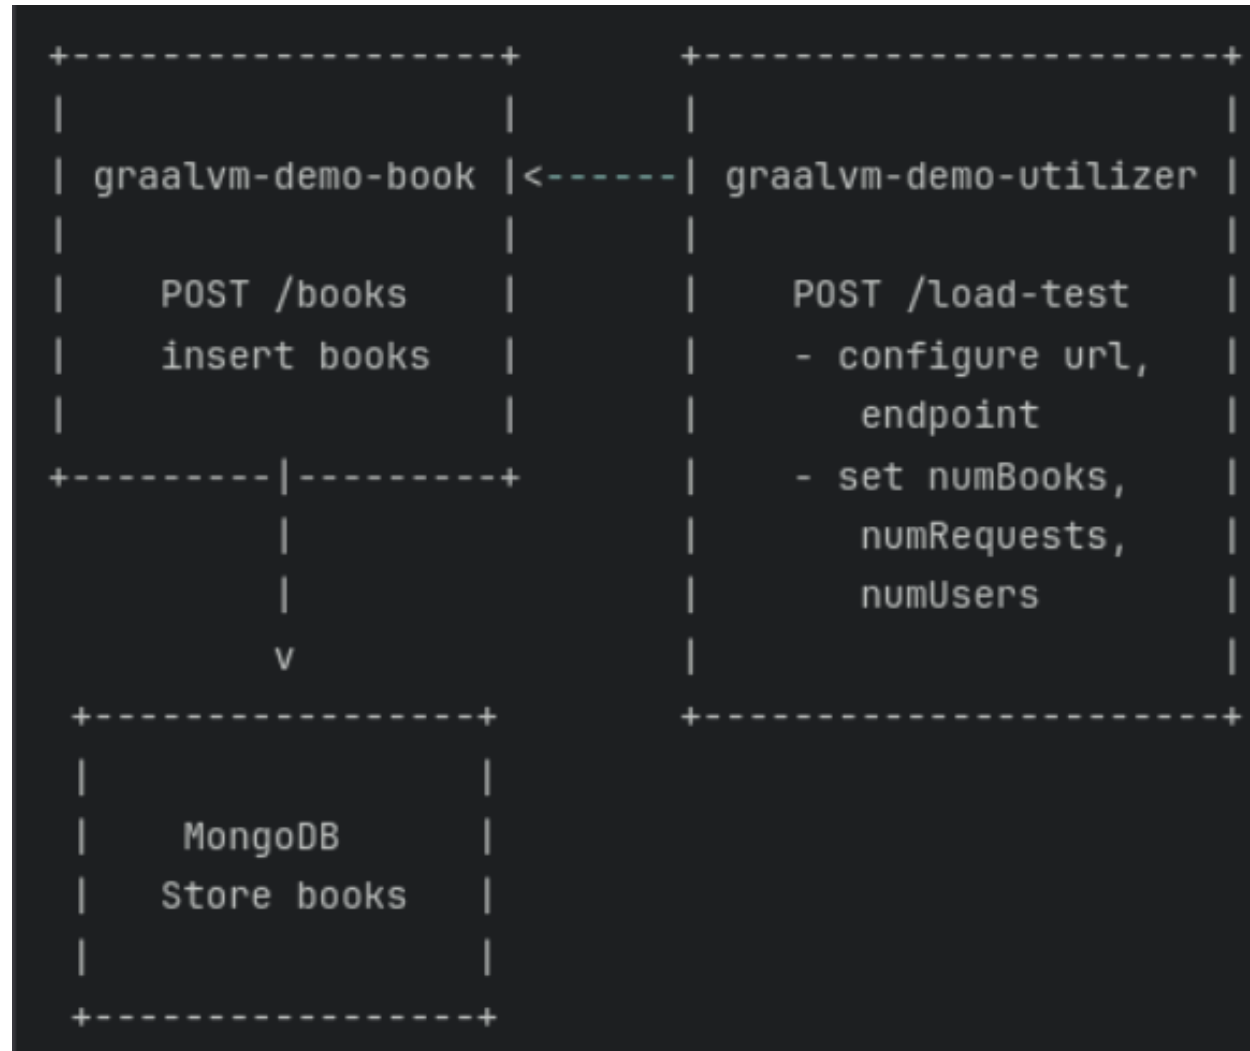 graalvm-demo-book
POST /books
insert books
graalvm-demo-utilizer
POST /load-test
- configure url,
endpoint
- set numBooks,
numRequests,
numUsers
v
MongoDB
Store books